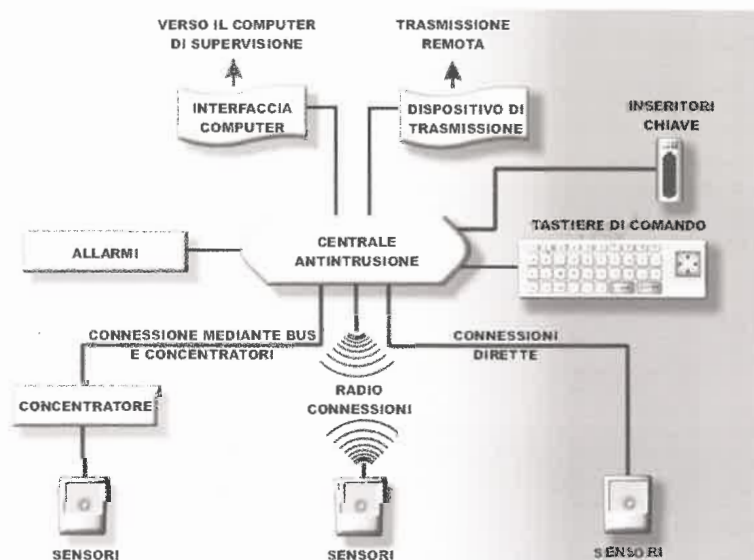 VERSO IL COMPUTER
DI SUPERVISIONE
TRASMISSIONE
REMOTA
INTERFACCIA
COMPUTER
DISPOSITIVO DI
TRASMISSIONE
INSERITORI
CHIAVE
ALLARMI
CENTRALE
ANTINTRUSIONE
TASTIERE DI COMANDO
CONNESSIONE MEDIANTE BUS
E CONCENTRATORI
CONNESSIONI
DIRETTE
CONCENTRATORE
RADIO
CONNESSIONI
SENSORI
SENSORI
SENSORI